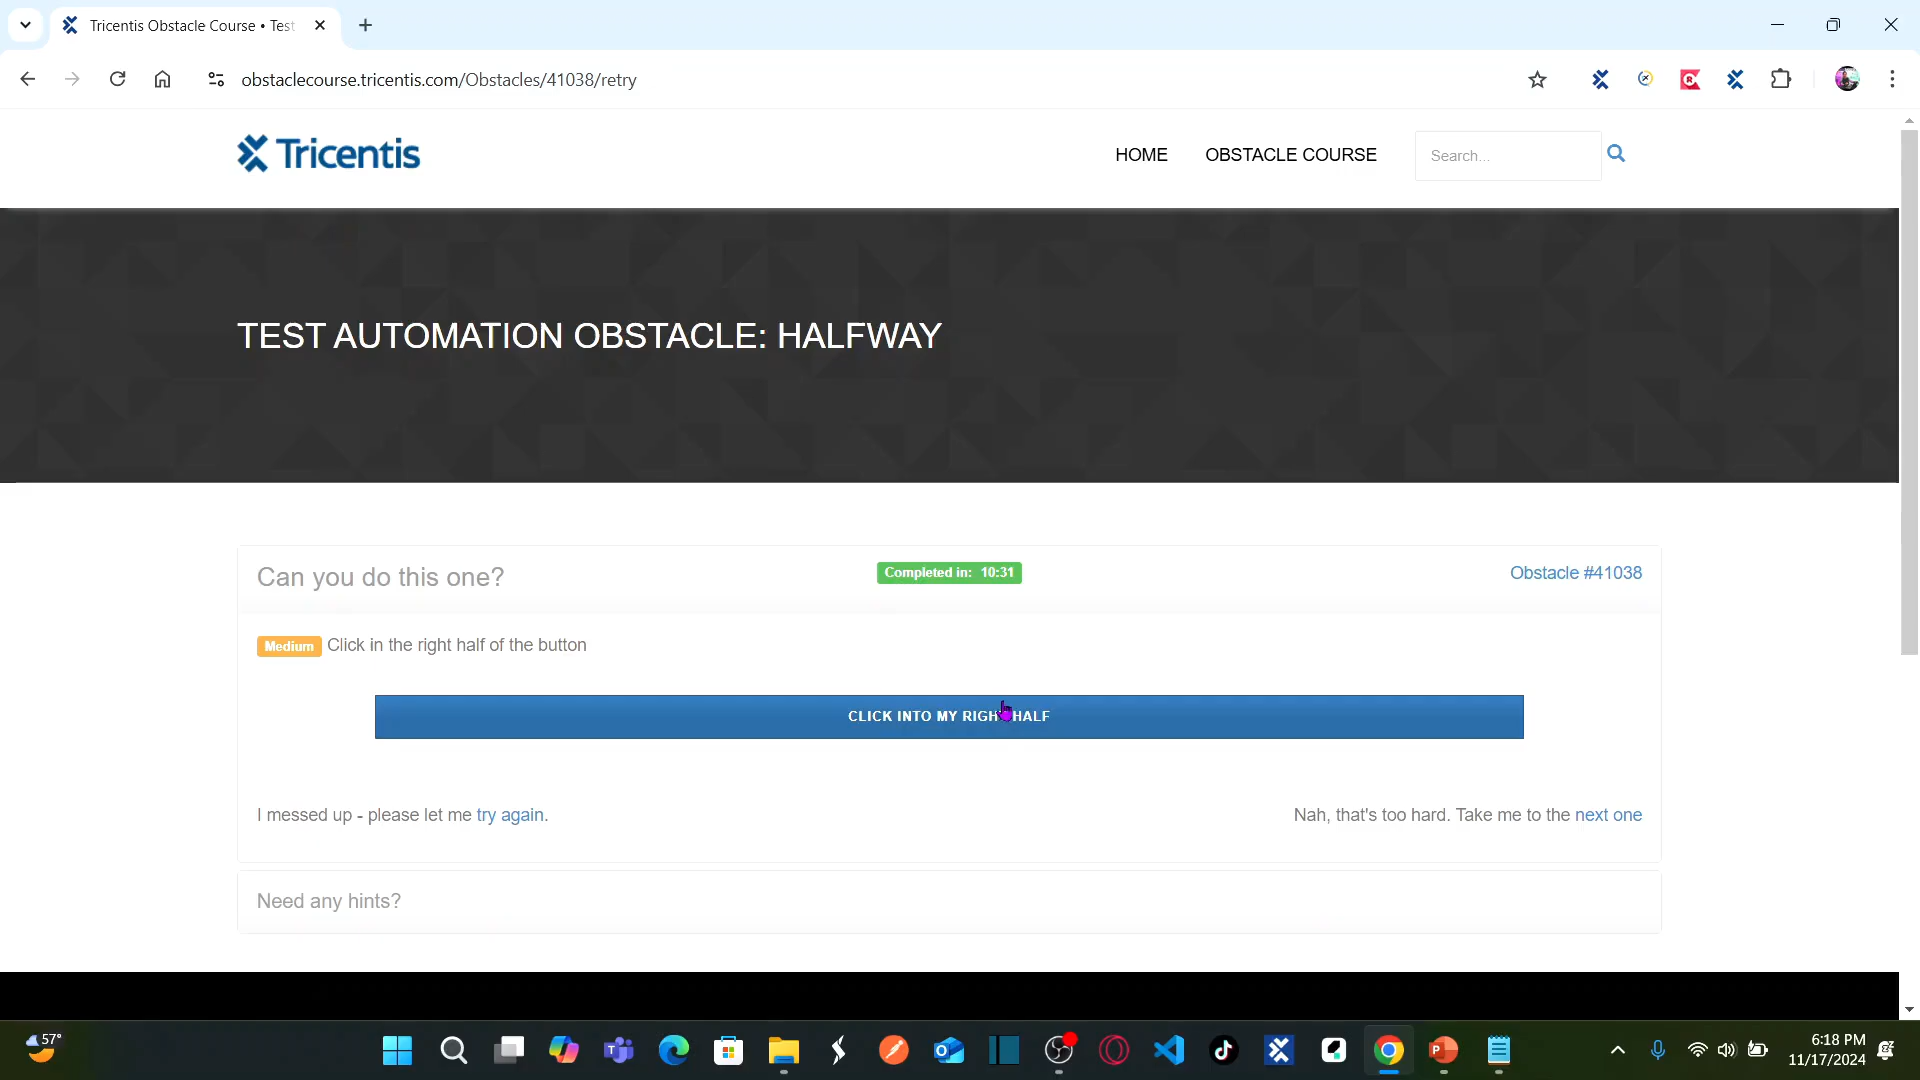 Tricentis Obstacle Course • Test
obstaclecourse.tricentis.com/Obstacles/41038/retry
Tricentis
HOME
OBSTACLE COURSE
Search...
TEST AUTOMATION OBSTACLE: HALFWAY
Can you do this one?
Completed in: 10:31
Obstacle #41038
Medium Click in the right half of the button
CLICK INTO MY RIGHT HALF
I messed up - please let me try again.
Nah, that's too hard. Take me to the next one
Need any hints?
57°
6:18 PM
11/17/2024